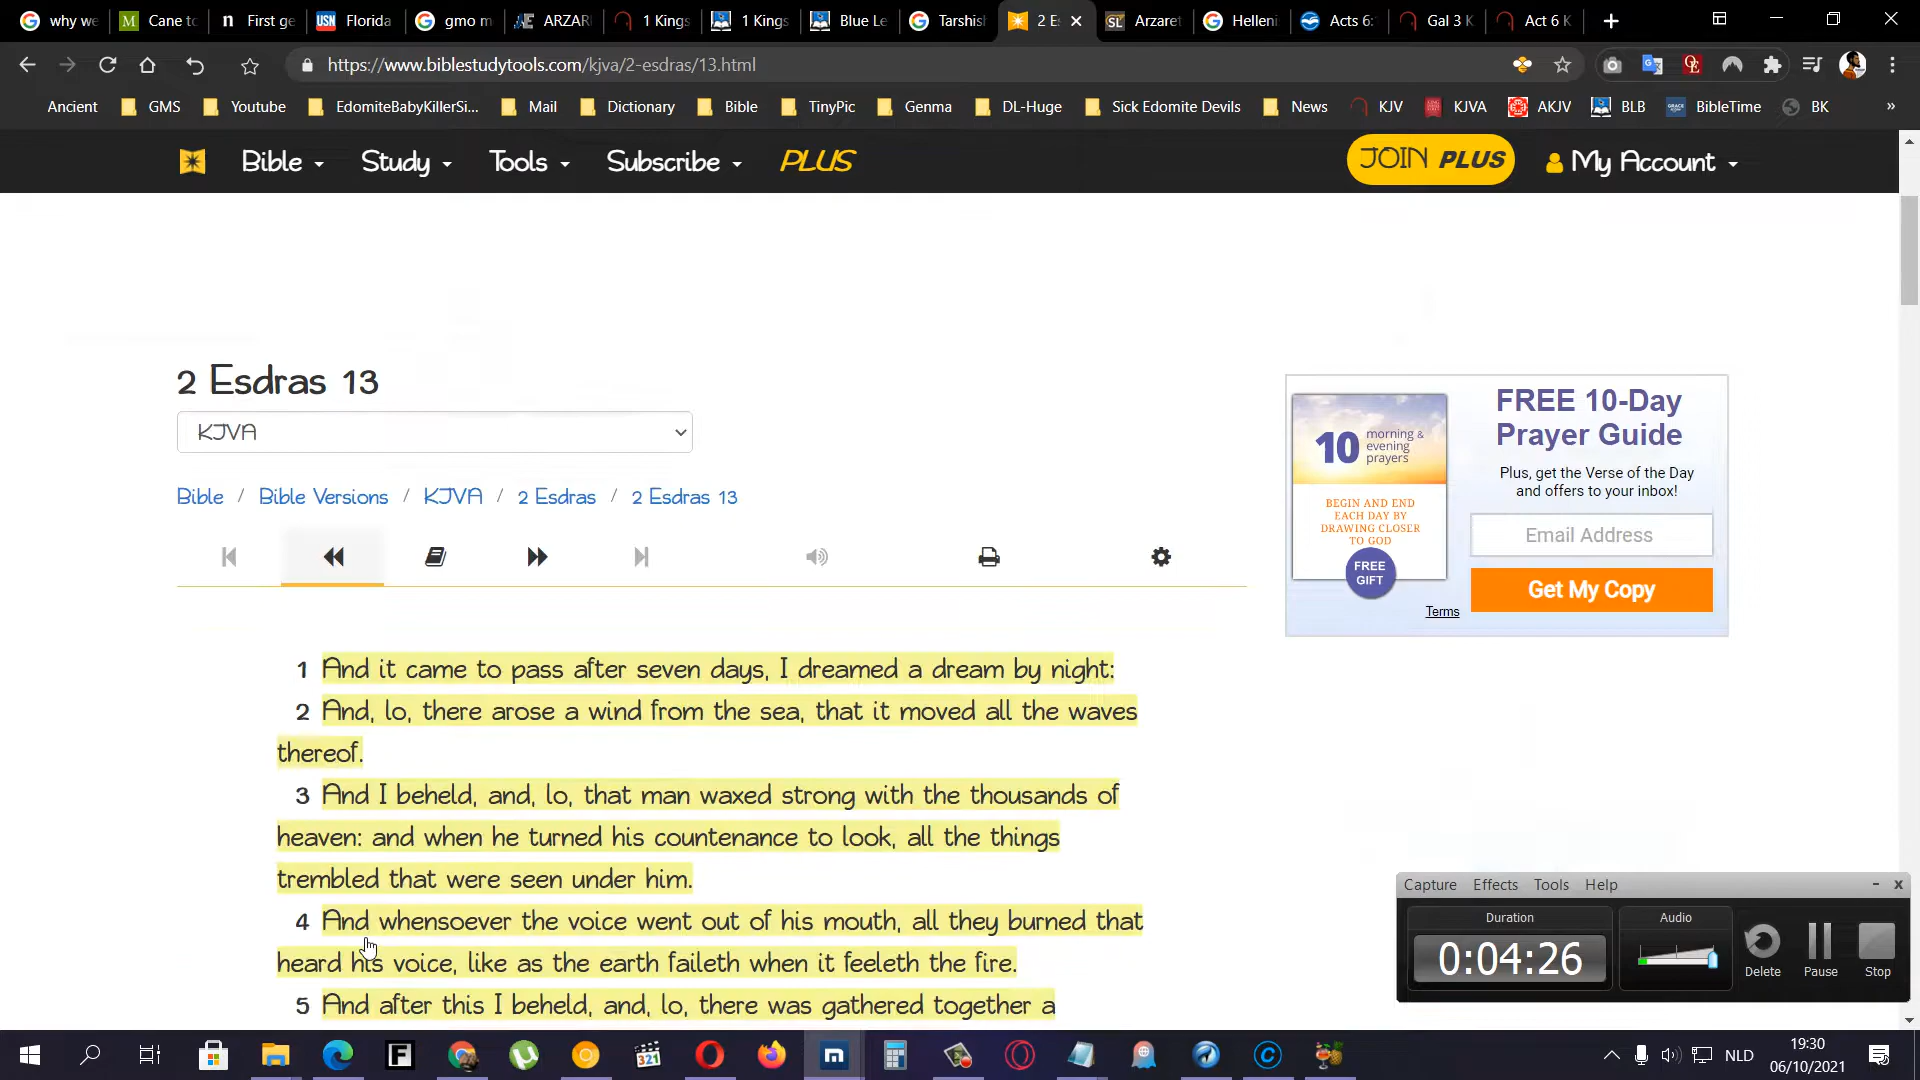 why we
Cane to
First ge
USN Florida
gmo m
ARZAR
1 Kings
1 Kings
Blue Le
Tarshish
2 E
SL Arzaret
Helleni
Acts 6:
Gal 3 K
Act 6 K
https://www.biblestudytools.com/kjva/2-esdras/13.html
Ancient GMS Youtube EdomiteBabyKillerSi... Mail Dictionary Bible TinyPic Genma DL-Huge Sick Edomite Devils News KJV KJVA AKJV BLB BibleTime BK »
Bible Study Tools Subscribe PLUS JOIN PLUS My Account
2 Esdras 13
KJVA
Bible / Bible Versions / KJVA / 2 Esdras / 2 Esdras 13
1 And it came to pass after seven days, I dreamed a dream by night:
2 And, lo, there arose a wind from the sea, that it moved all the waves
thereof.
3 And I beheld, and, lo, that man waxed strong with the thousands of
heaven: and when he turned his countenance to look, all the things
trembled that were seen under him.
4 And whensoever the voice went out of his mouth, all they burned that
heard his voice, like as the earth faileth when it feeleth the fire.
5 And after this I beheld, and, lo, there was gathered together a
10 morning &
evening
prayers
BEGIN AND END
EACH DAY BY
DRAWING CLOSER
TO GOD
FREE
GIFT
FREE 10-Day
Prayer Guide
Plus, get the Verse of the Day
and offers to your inbox!
Email Address
Get My Copy
Terms
Capture Effects Tools Help
Duration
0:04:26
Audio
Delete Pause Stop
321
NLD
19:30
06/10/2021